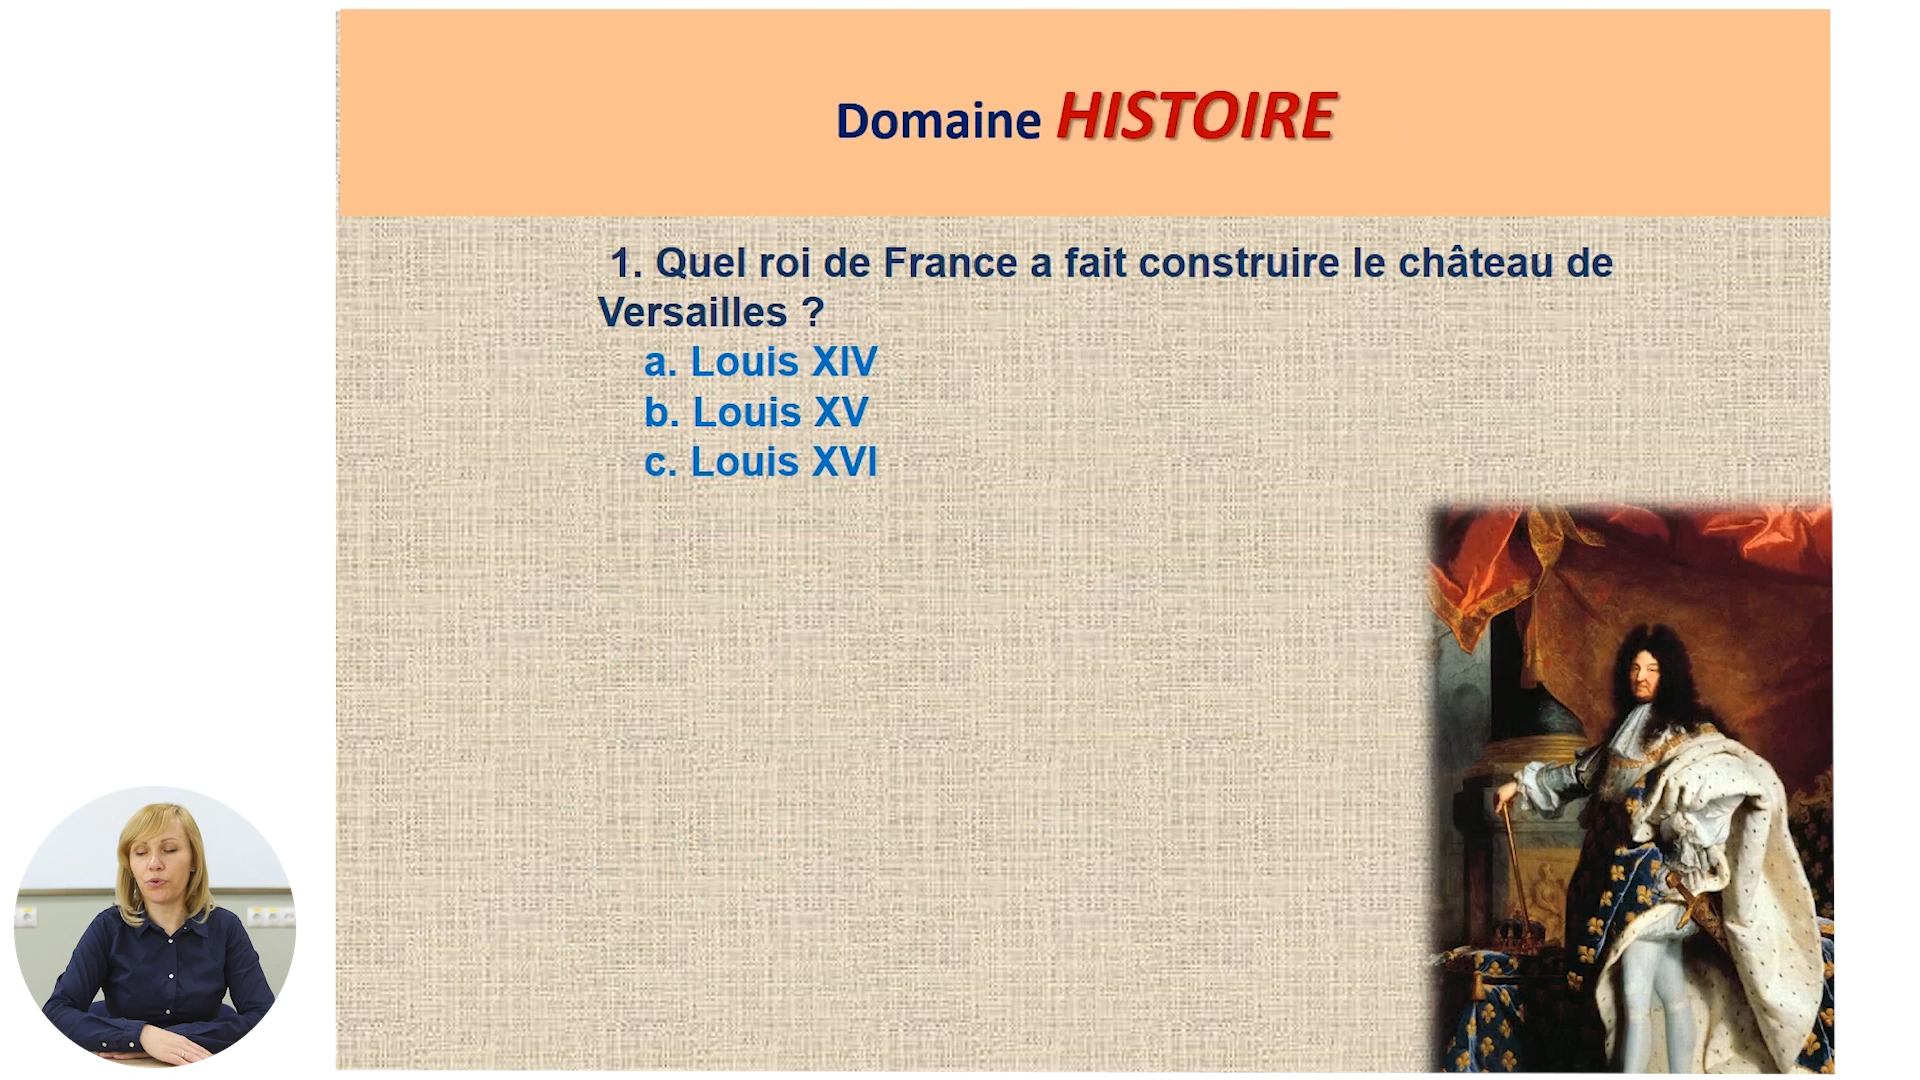 Domaine HISTOIRE
1. Quel roi de France a fait construire le château de
Versailles ?
a. Louis XIV
b. Louis XV
c. Louis XVI